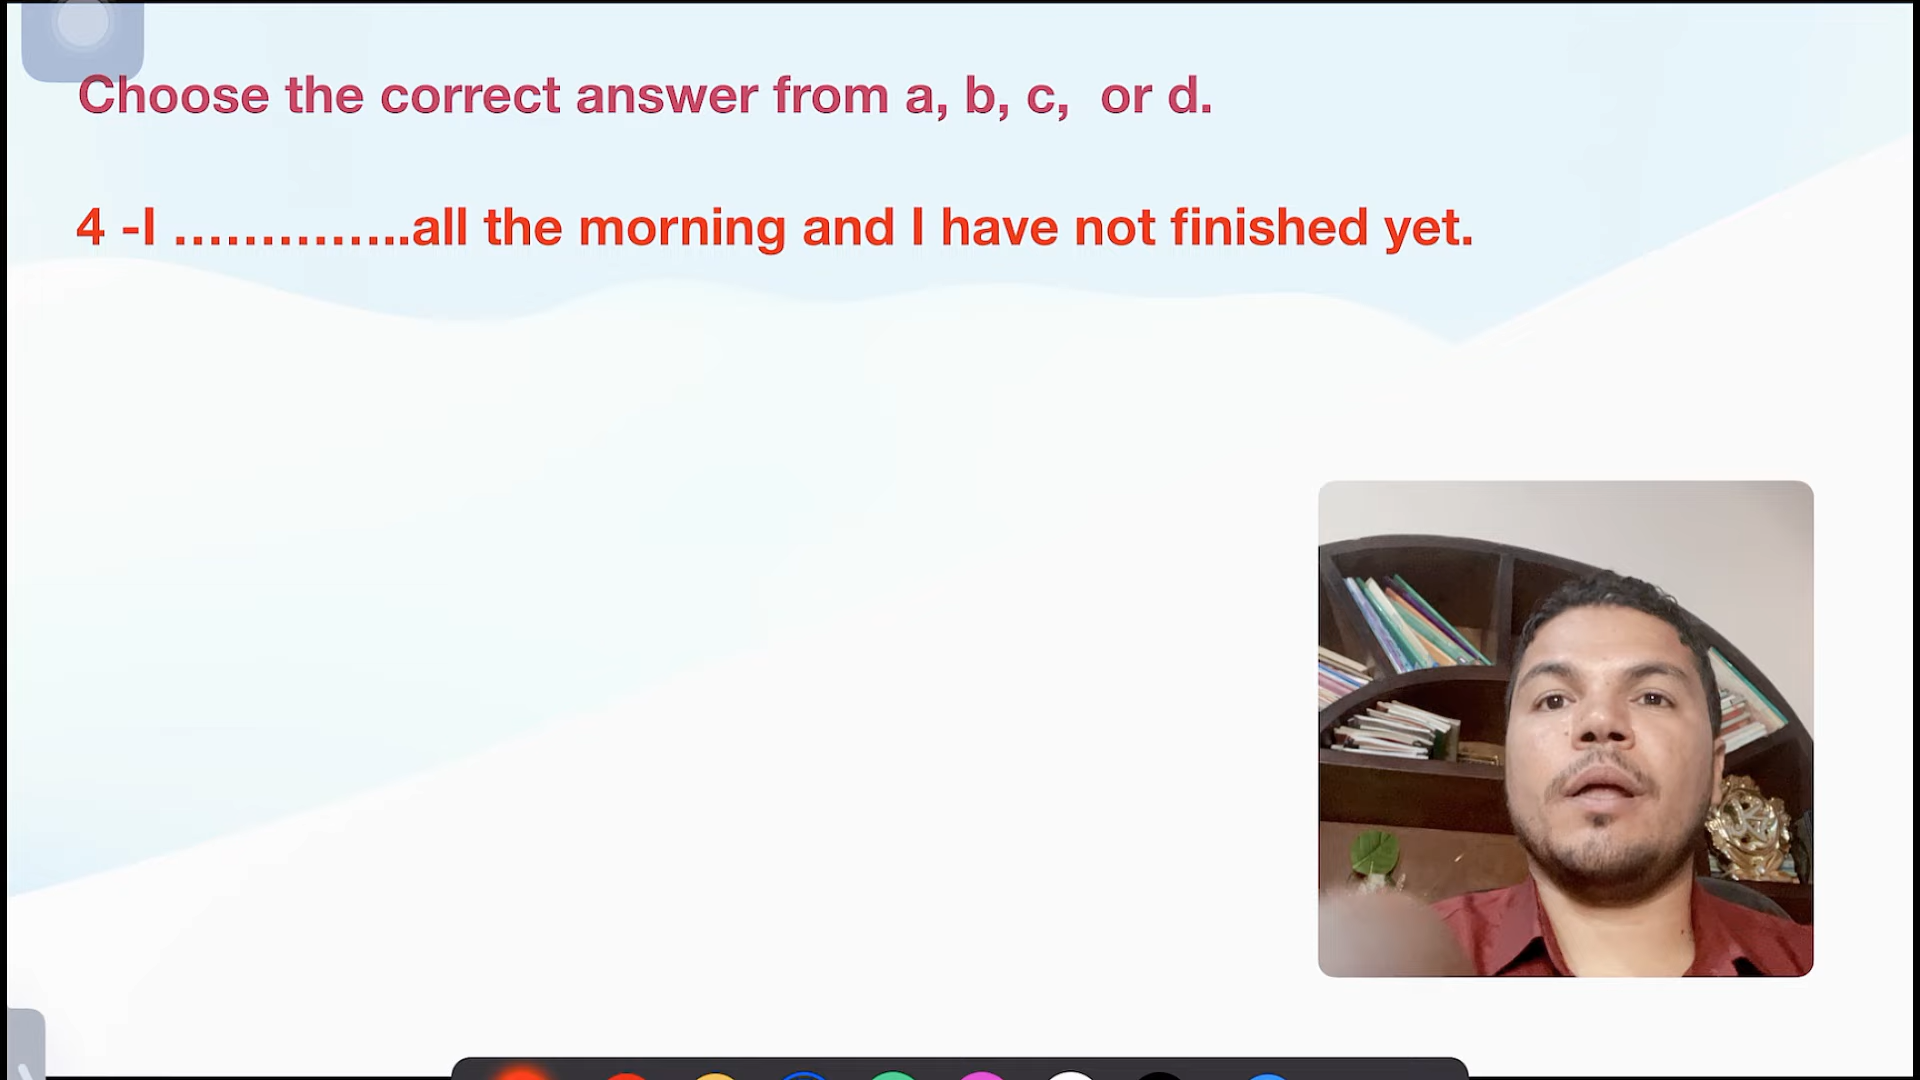 Choose the correct answer from a, b, c,  or d.
4 -I ..............all the morning and I have not finished yet.